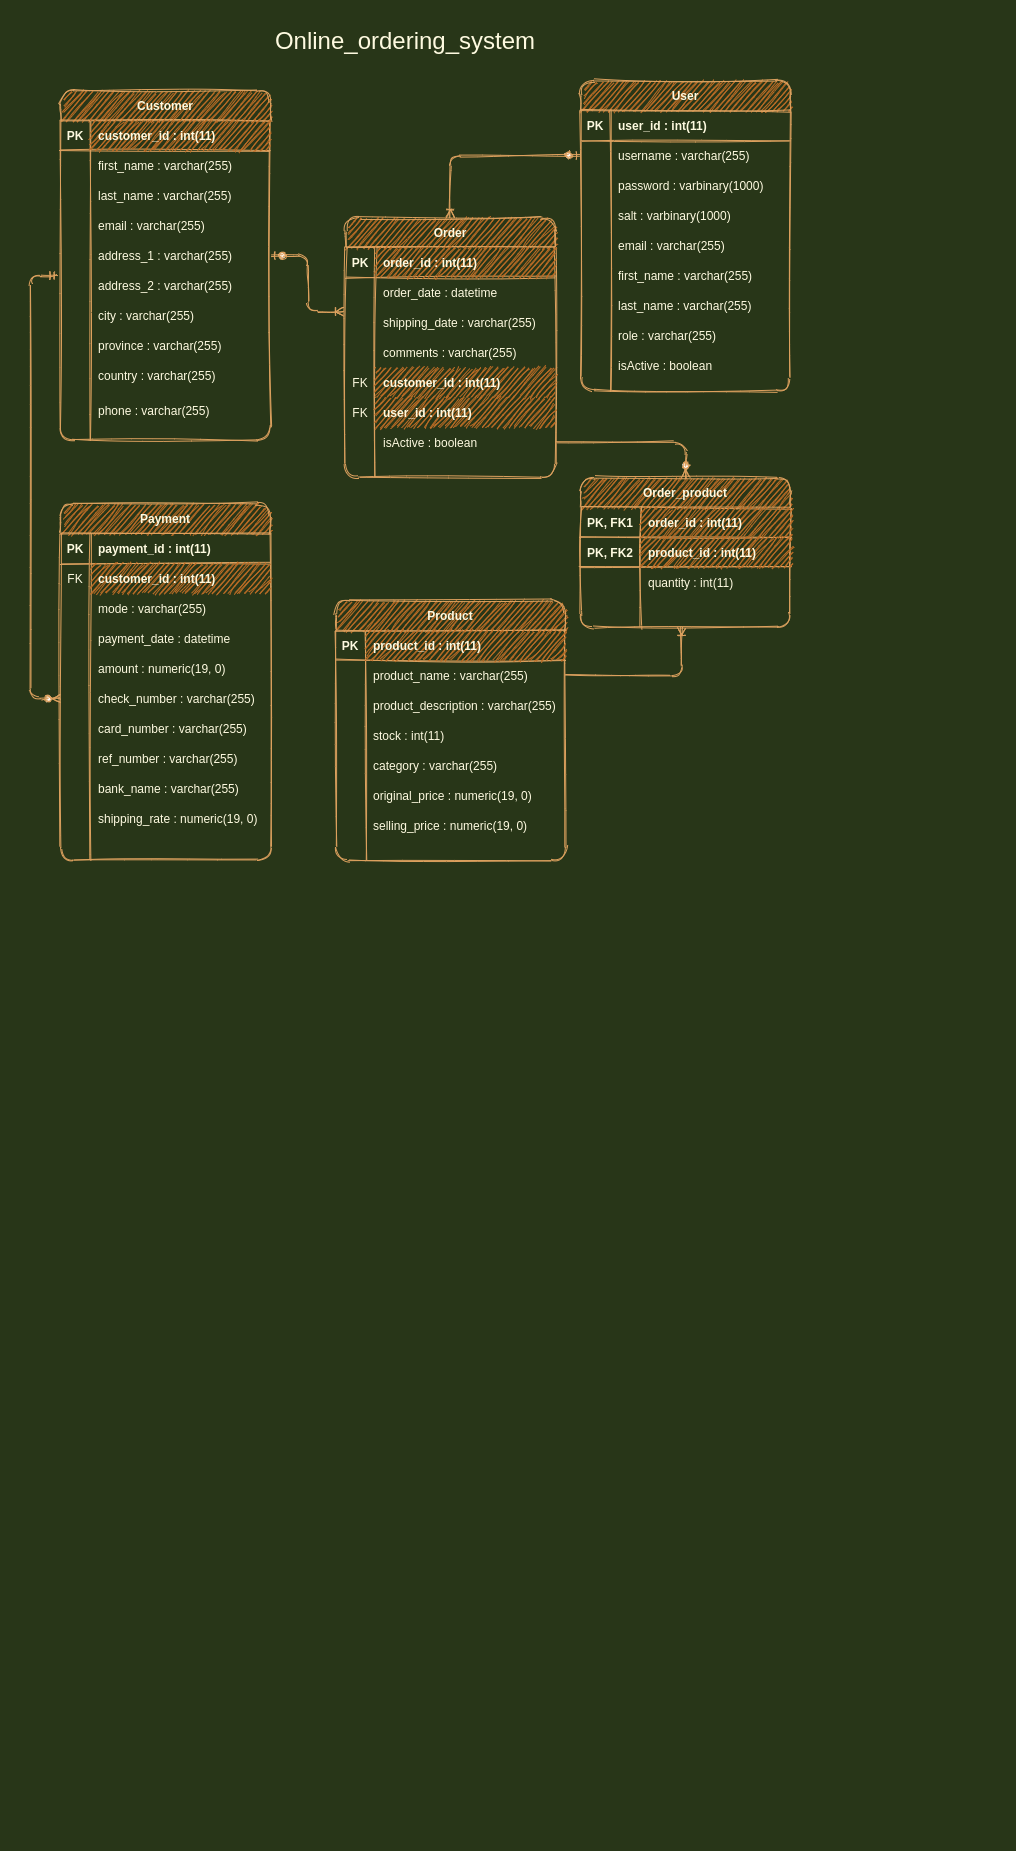 Online_ordering_system
Customer
PK customer_id : int(11)
first_name : varchar(255)
last_name : varchar(255)
email : varchar(255)
address_1 : varchar(255)
address_2 : varchar(255)
city : varchar(255)
province : varchar(255)
country : varchar(255)
phone : varchar(255)
User
PK user_id : int(11)
username : varchar(255)
password : varbinary(1000)
salt : varbinary(1000)
email : varchar(255)
first_name : varchar(255)
last_name : varchar(255)
role : varchar(255)
isActive : boolean
Order
PK order_id : int(11)
order_date : datetime
shipping_date : varchar(255)
comments : varchar(255)
FK customer_id : int(11)
FK user_id : int(11)
isActive : boolean
Order_product
PK, FK1 order_id : int(11)
PK, FK2 product_id : int(11)
quantity : int(11)
Payment
PK payment_id : int(11)
FK customer_id : int(11)
mode : varchar(255)
payment_date : datetime
amount : numeric(19, 0)
check_number : varchar(255)
card_number : varchar(255)
ref_number : varchar(255)
bank_name : varchar(255)
shipping_rate : numeric(19, 0)
Product
PK product_id : int(11)
product_name : varchar(255)
product_description : varchar(255)
stock : int(11)
category : varchar(255)
original_price : numeric(19, 0)
selling_price : numeric(19, 0)